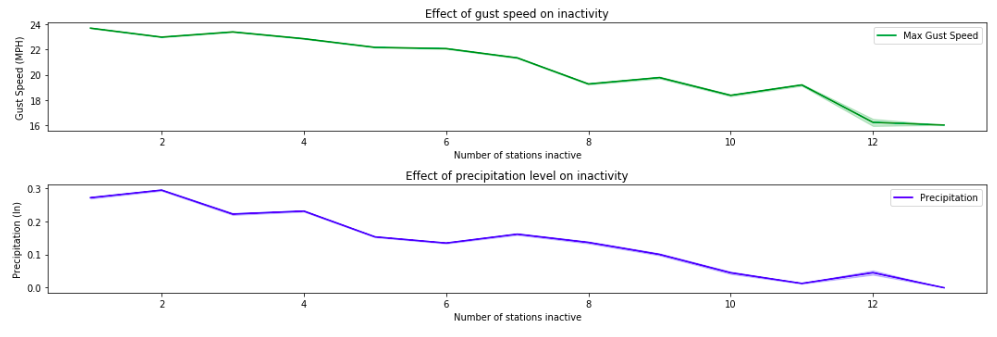 Effect of gust speed on inactivity
Gust Speed (MPH)
24
22
20
18
16
Max Gust Speed
2
4
6
8
10
12
Number of stations inactive
Effect of precipitation level on inactivity
Precipitation (In)
0.3
0.2
0.1
0.0
Precipitation
2
4
6
8
10
12
Number of stations inactive